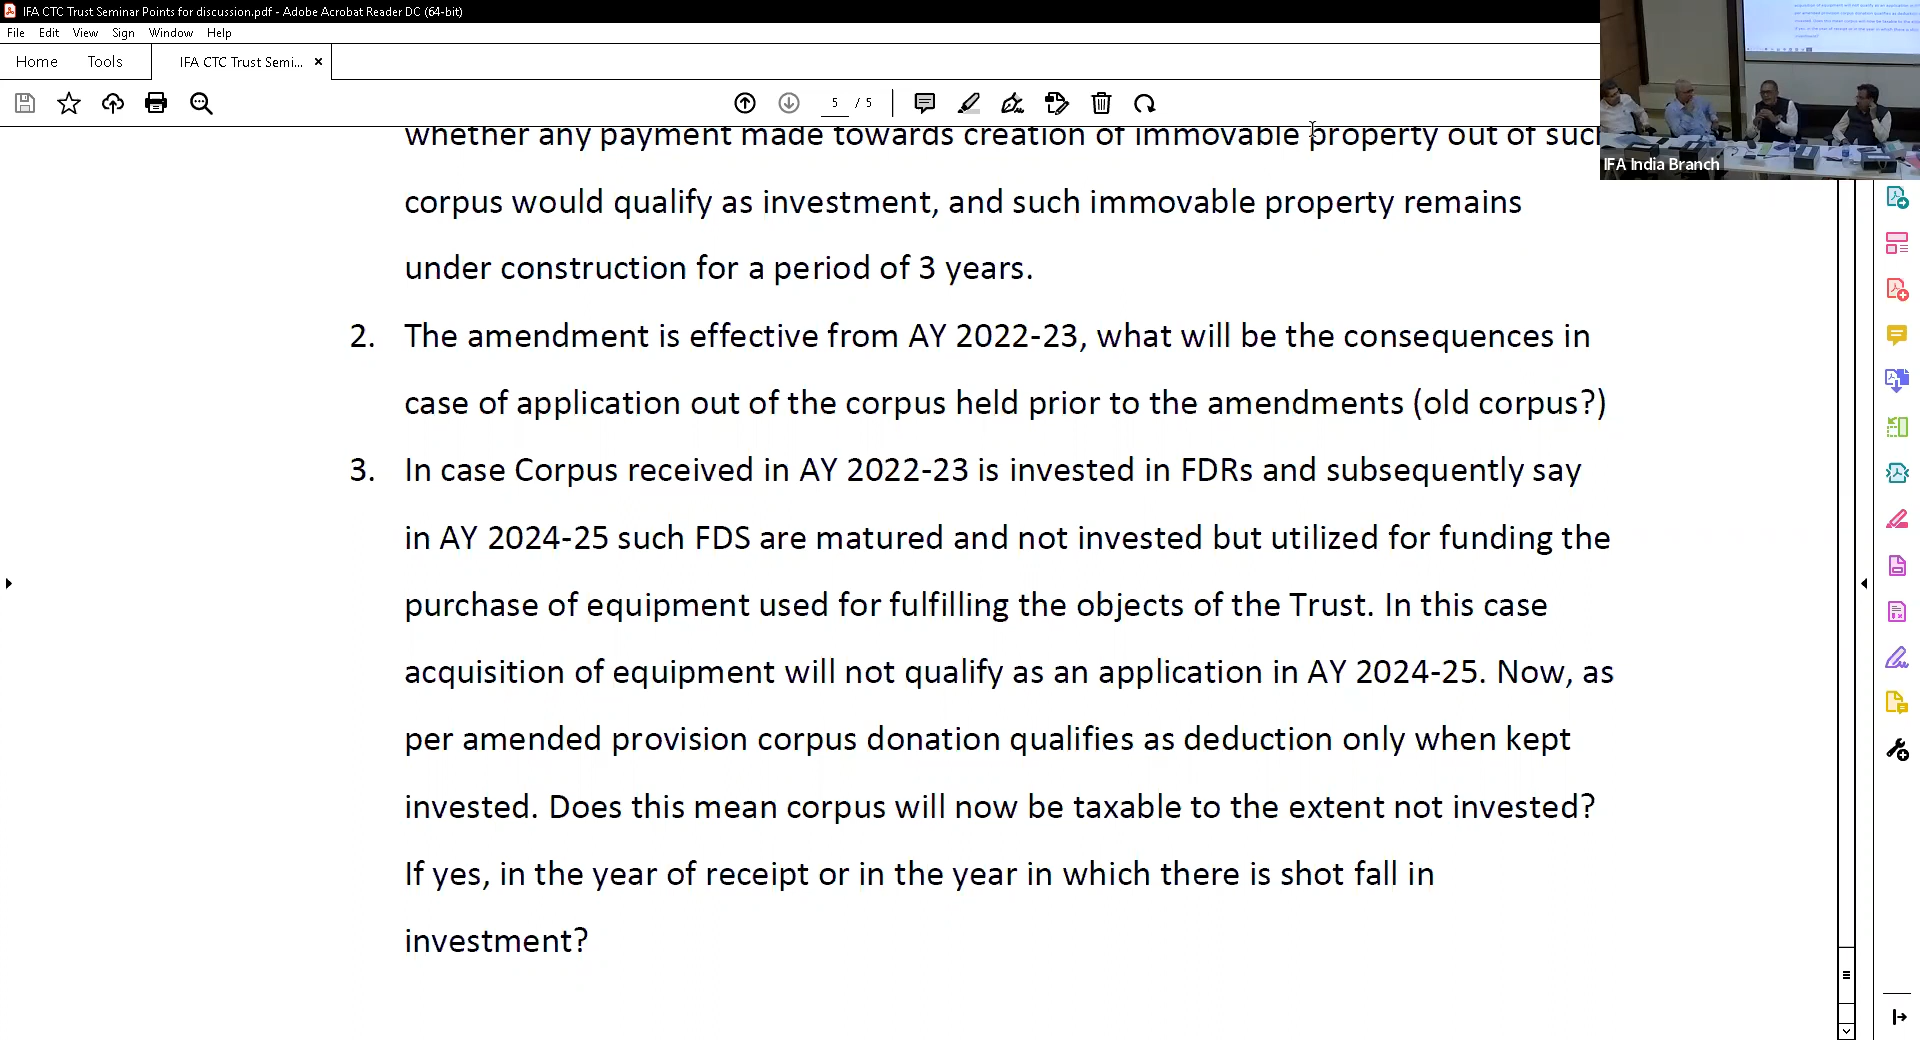 IFA CTC Trust Seminar Points for discussion.pdf - Adobe Acrobat Reader DC (64-bit)
File Edit View Sign Window Help
Home Tools IFA CTC Trust Semi... ×
5 / 5
whether any payment made towards creation of immovable property out of such
corpus would qualify as investment, and such immovable property remains
under construction for a period of 3 years.
2. The amendment is effective from AY 2022-23, what will be the consequences in
case of application out of the corpus held prior to the amendments (old corpus?)
3. In case Corpus received in AY 2022-23 is invested in FDRs and subsequently say
in AY 2024-25 such FDS are matured and not invested but utilized for funding the
purchase of equipment used for fulfilling the objects of the Trust. In this case
acquisition of equipment will not qualify as an application in AY 2024-25. Now, as
per amended provision corpus donation qualifies as deduction only when kept
invested. Does this mean corpus will now be taxable to the extent not invested?
If yes, in the year of receipt or in the year in which there is shot fall in
investment?
IFA India Branch